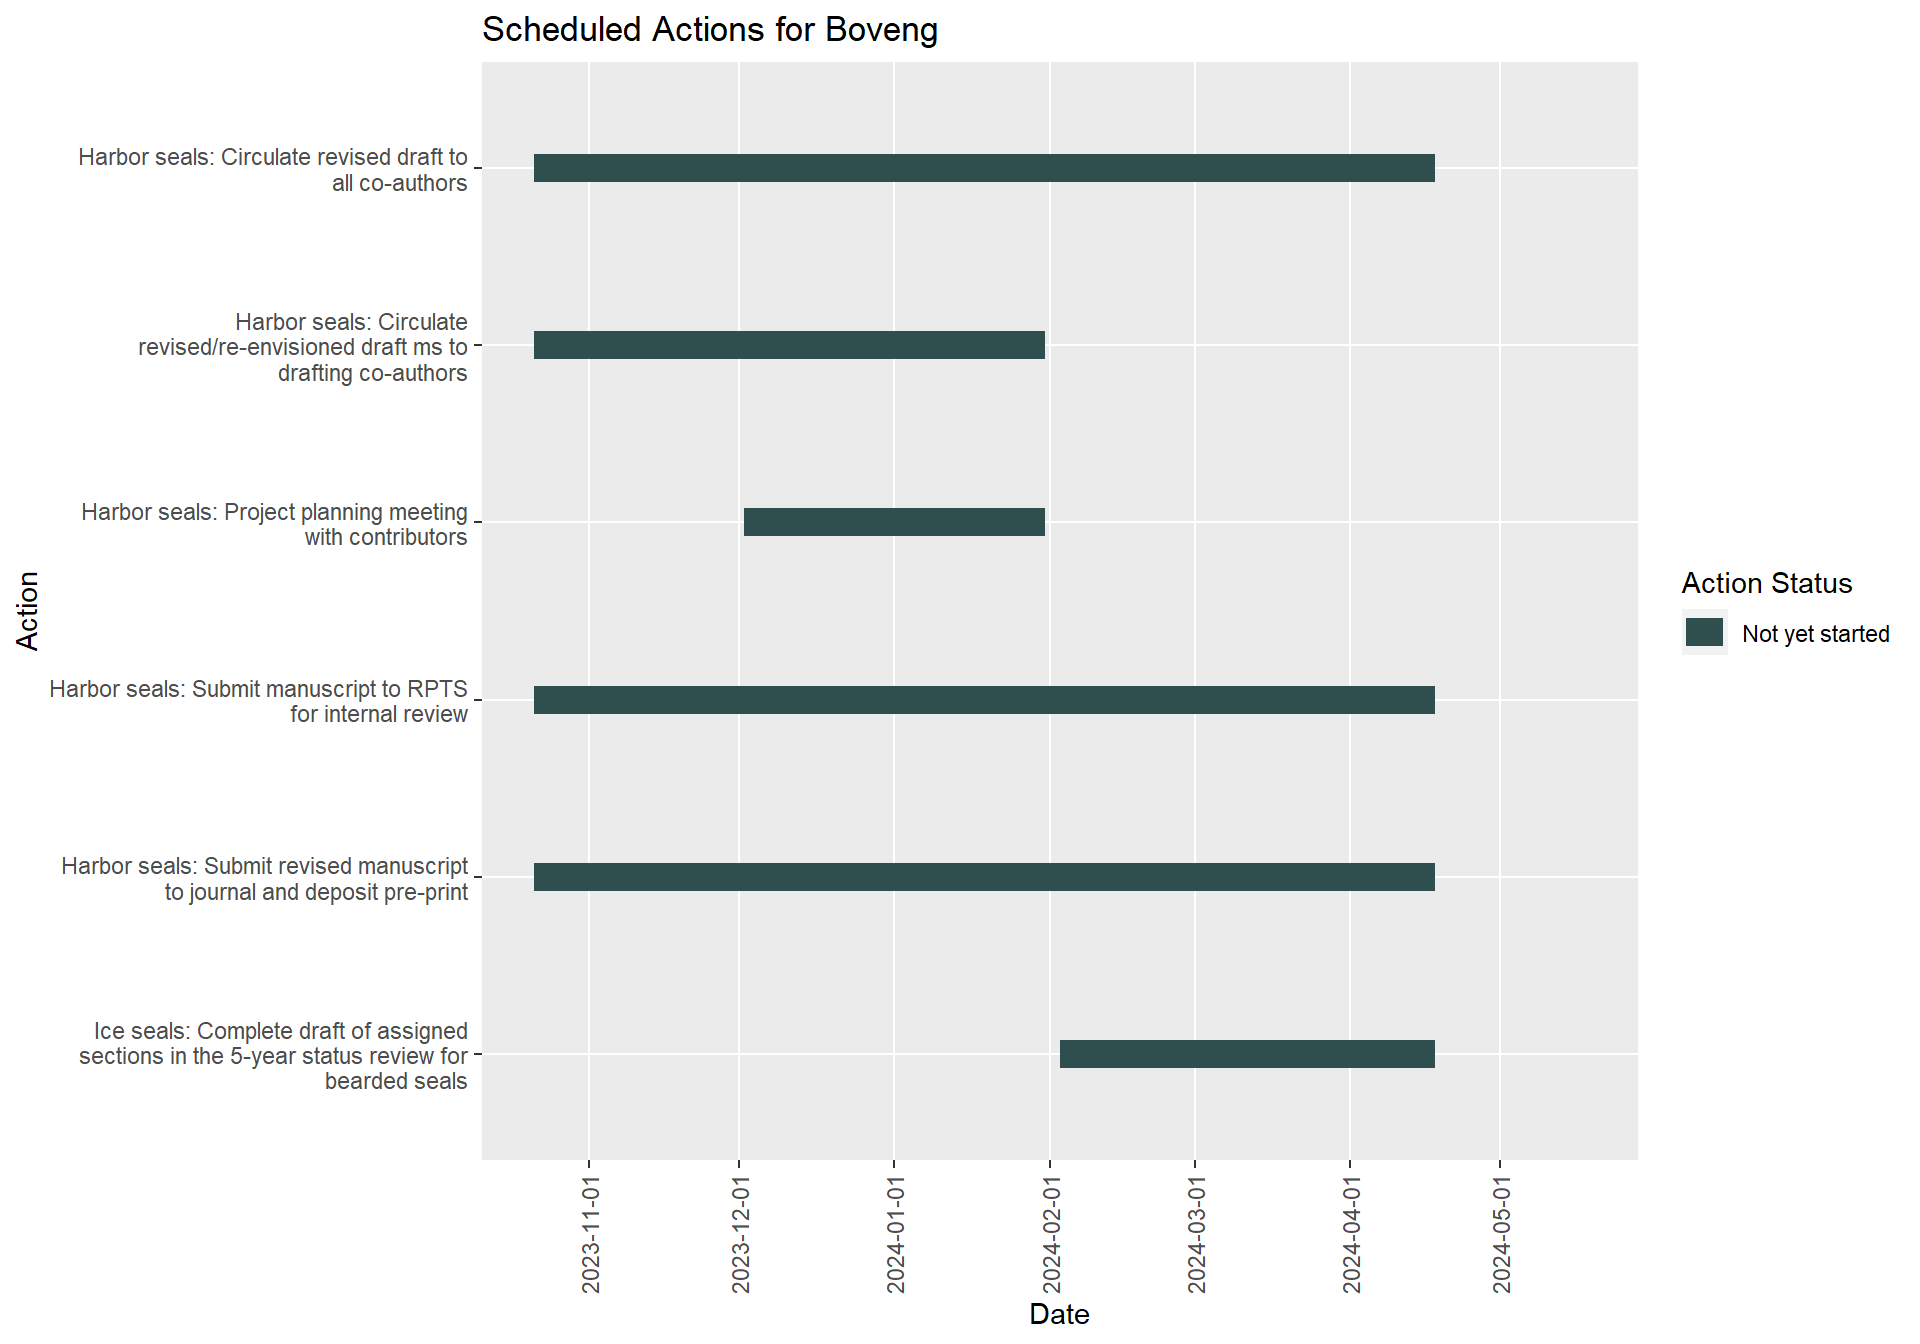 Scheduled Actions for Boveng
Harbor seals: Circulate revised draft to
all co-authors
Harbor seals: Circulate
revised/re-envisioned draft ms to
drafting co-authors
Harbor seals: Project planning meeting
with contributors
Harbor seals: Submit manuscript to RPTS
for internal review
Harbor seals: Submit revised manuscript
to journal and deposit pre-print
Ice seals: Complete draft of assigned
sections in the 5-year status review for
bearded seals
Action
2023-11-01
2023-12-01
2024-01-01
2024-02-01
2024-03-01
2024-04-01
2024-05-01
Date
Action Status
Not yet started